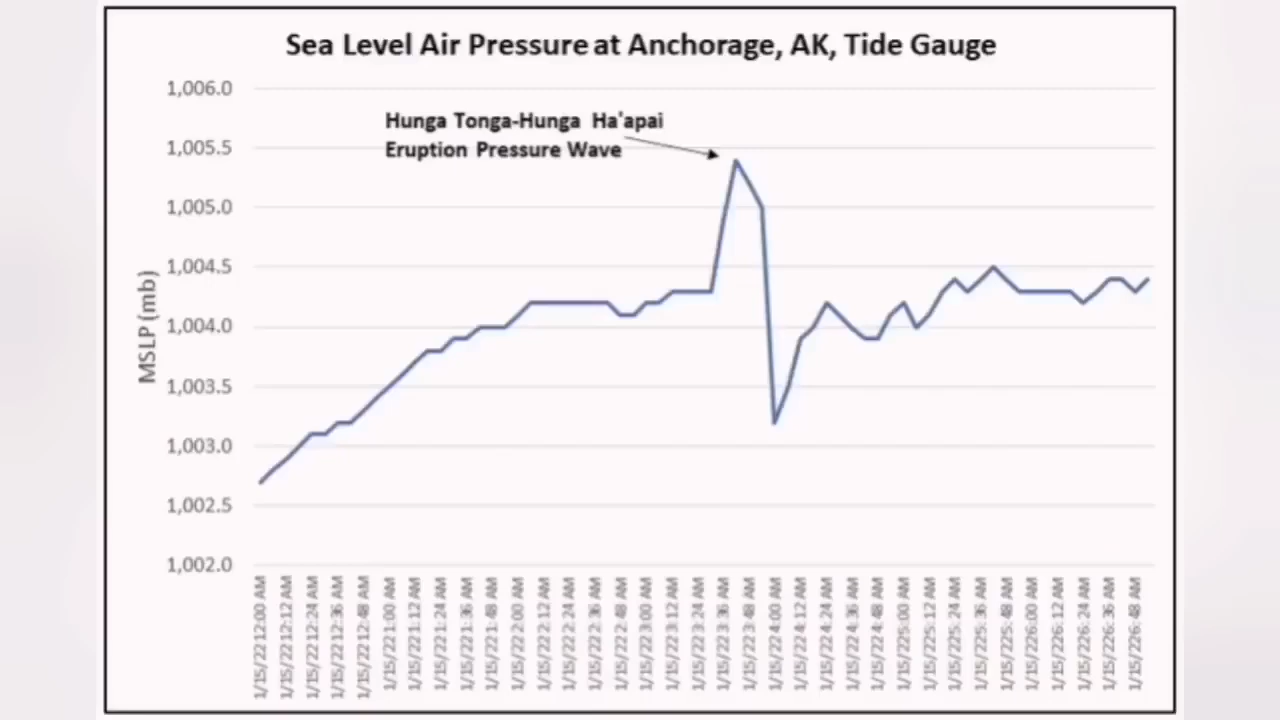 Sea Level Air Pressure at Anchorage, AK, Tide Gauge
1,006.0
Hunga Tonga-Hunga Ha'apai
Eruption Pressure Wave
1,005.5
1,005.0
1,004.5
1,004.0
1,003.5
1,003.0
1,002.5
1,002.0
MSLP (mb)
1/15/22 12:00 AM
1/15/22 12:12 AM
1/15/22 12:24 AM
1/15/22 12:36 AM
1/15/22 12:48 AM
1/15/22 1:00 AM
1/15/22 1:12 AM
1/15/22 1:24 AM
1/15/22 1:36 AM
1/15/22 1:48 AM
1/15/22 2:00 AM
1/15/22 2:12 AM
1/15/22 2:24 AM
1/15/22 2:36 AM
1/15/22 2:48 AM
1/15/22 3:00 AM
1/15/22 3:12 AM
1/15/22 3:24 AM
1/15/22 3:36 AM
1/15/22 3:48 AM
1/15/22 4:00 AM
1/15/22 4:12 AM
1/15/22 4:24 AM
1/15/22 4:36 AM
1/15/22 4:48 AM
1/15/22 5:00 AM
1/15/22 5:12 AM
1/15/22 5:24 AM
1/15/22 5:36 AM
1/15/22 5:48 AM
1/15/22 6:00 AM
1/15/22 6:12 AM
1/15/22 6:24 AM
1/15/22 6:36 AM
1/15/22 6:48 AM